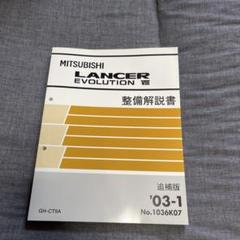 MITSUBISHI
LANCER
EVOLUTION VIII
整備解説書
追補版
'03-1
No.1036K07
GH-CT9A